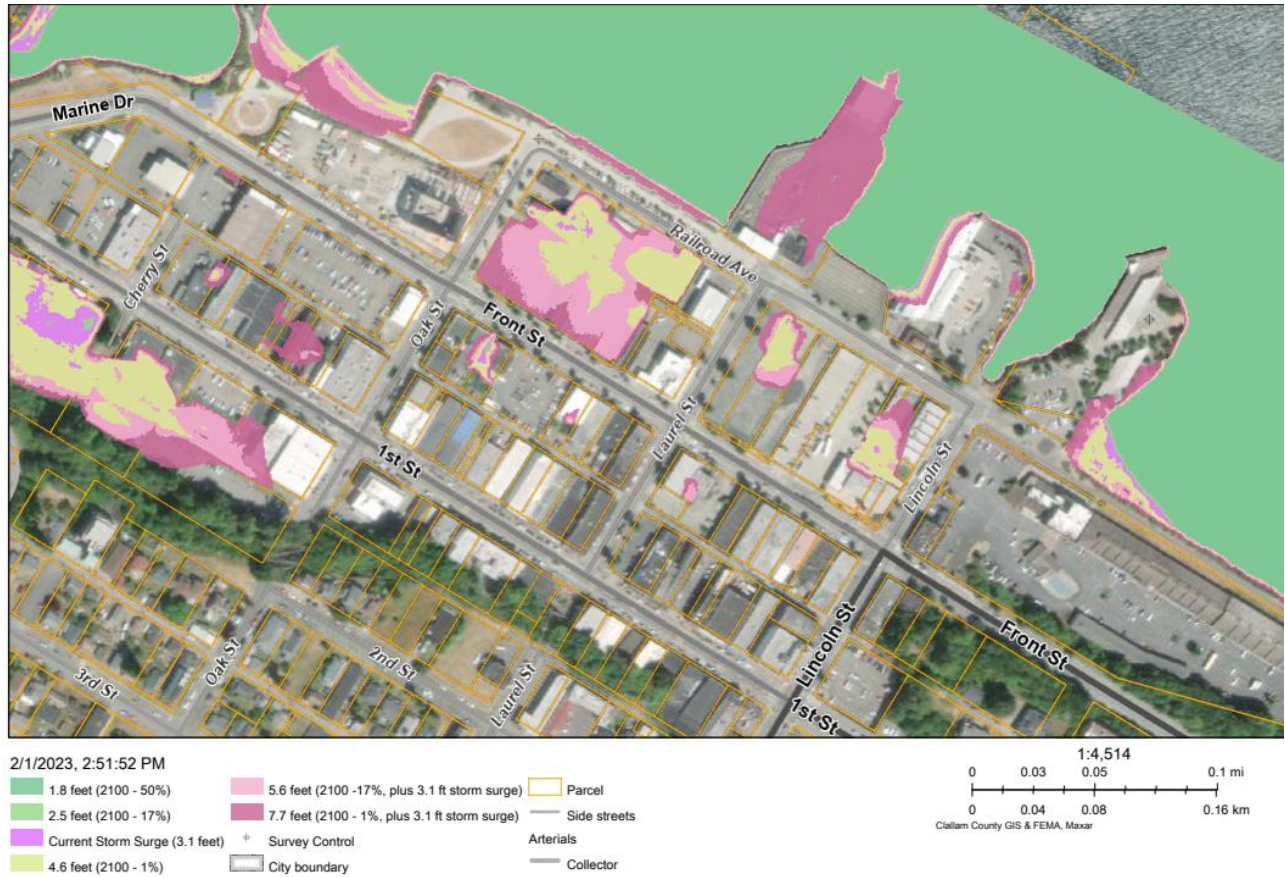 Marine Dr
Cherry St
Oak St
Railroad Ave
Front St
Laurel St
1st St
Lincoln St
Lincoln St
Front St
Oak St
2nd St
3rd St
Laurel St
1st St
2/1/2023, 2:51:52 PM
1.8 feet (2100 - 50%)
2.5 feet (2100 - 17%)
Current Storm Surge (3.1 feet)
4.6 feet (2100 - 1%)
5.6 feet (2100 -17%, plus 3.1 ft storm surge)
7.7 feet (2100 - 1%, plus 3.1 ft storm surge)
Survey Control
City boundary
Parcel
Side streets
Arterials
Collector
1:4,514
0 0.03 0.05 0.1 mi
0 0.04 0.08 0.16 km
Clallam County GIS & FEMA, Maxar